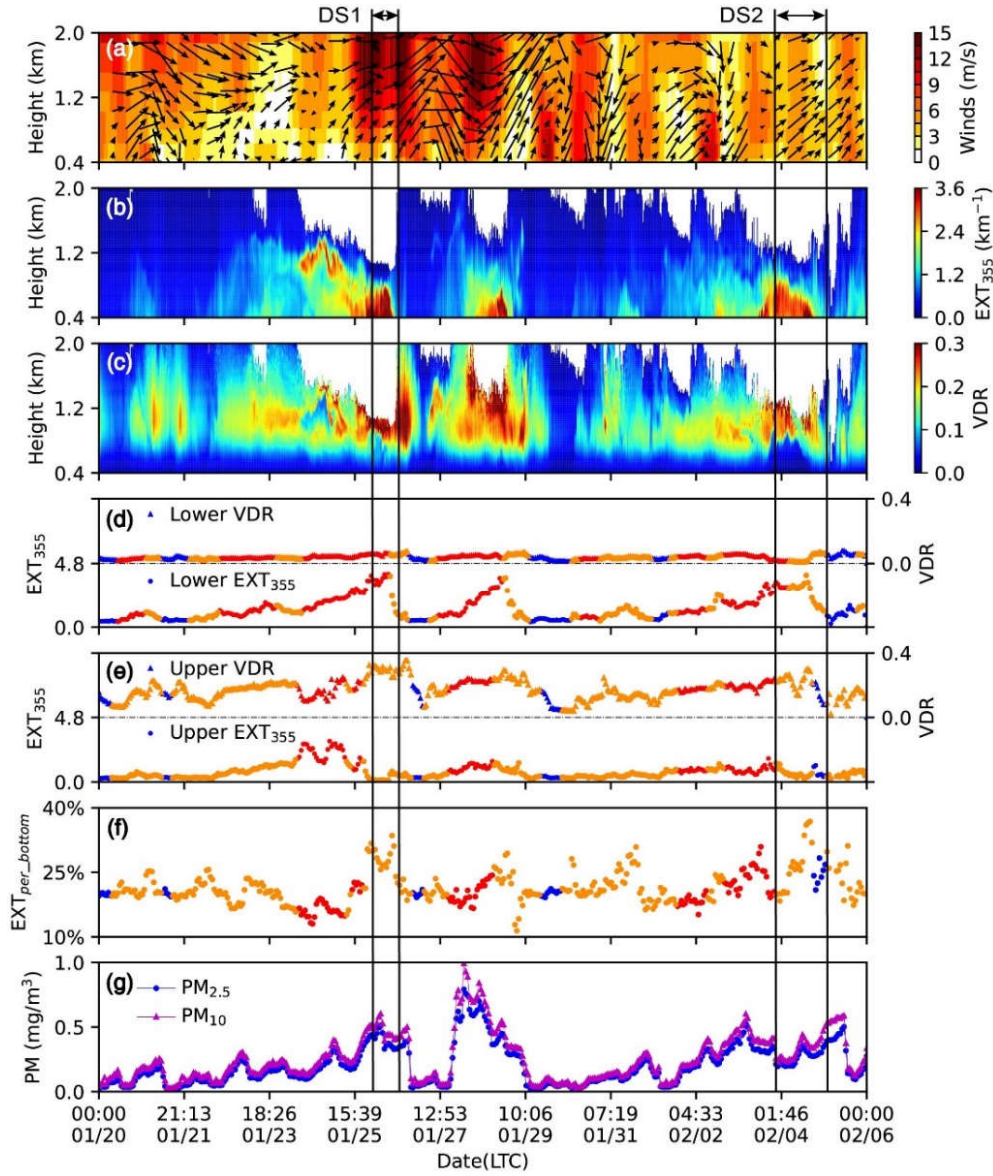 DS1 DS2
(a)
2.0
1.2
0.4
Height (km)
15
12
9
6
3
0
Winds (m/s)
(b)
2.0
1.2
0.4
Height (km)
3.6
2.4
1.2
0.0
EXT355 (km−1)
(c)
2.0
1.2
0.4
Height (km)
0.3
0.2
0.1
0.0
VDR
(d)
Lower VDR
Lower EXT355
EXT355
4.8
0.0
0.4
0.0
VDR
(e)
Upper VDR
Upper EXT355
EXT355
4.8
0.0
0.4
0.0
VDR
(f)
40%
25%
10%
EXTper_bottom
(g)
PM2.5
PM10
1.0
0.5
0.0
PM (mg/m3)
00:00 21:13 18:26 15:39 12:53 10:06 07:19 04:33 01:46 00:00
01/20 01/21 01/23 01/25 01/27 01/29 01/31 02/02 02/04 02/06
Date(LTC)